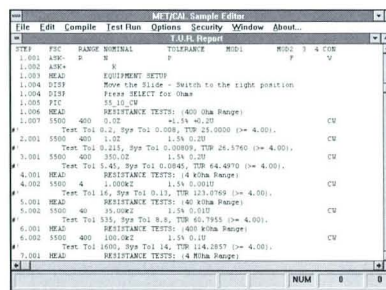 MET/CAL Sample Editor
File Edit Compile Test Run Options Security Window About...
T.U.R. Report
STEP FSC RANGE NOMINAL TOLERANCE MOD1 MOD2 3 4 CON
1.001 ASK- R N P F W
1.002 ASK+ K
1.003 HEAD EQUIPMENT SETUP
1.004 DISP Move the Slide - Switch to the right position
1.004 DISP Press SELECT for Ohms
1.005 PIC 55_10_CW
1.006 HEAD RESISTANCE TESTS: (400 Ohm Range)
1.007 5500 400 0.0Z +1.5% +0.2U CW
#! Test Tol 0.2, Sys Tol 0.008, TUR 25.0000 (>= 4.00).
2.001 5500 400 1.0Z 1.5% 0.2U CW
#! Test Tol 0.215, Sys Tol 0.00809, TUR 26.5760 (>= 4.00).
3.001 5500 400 350.0Z 1.5% 0.2U CW
#! Test Tol 5.45, Sys Tol 0.0845, TUR 64.4970 (>= 4.00).
4.001 HEAD RESISTANCE TESTS: (4 kOhm Range)
4.002 5500 4 1.000kZ 1.5% 0.001U CW
#! Test Tol 16, Sys Tol 0.13, TUR 123.0769 (>= 4.00).
5.001 HEAD RESISTANCE TESTS: (40 kOhm Range)
5.002 5500 40 35.00kZ 1.5% 0.01U CW
#! Test Tol 535, Sys Tol 8.8, TUR 60.7955 (>= 4.00).
6.001 HEAD RESISTANCE TESTS: (400 kOhm Range)
6.002 5500 400 100.0kZ 1.5% 0.1U CW
#! Test Tol 1600, Sys Tol 14, TUR 114.2857 (>= 4.00).
7.001 HEAD RESISTANCE TESTS: (4 MOhm Range)
NUM 0 0